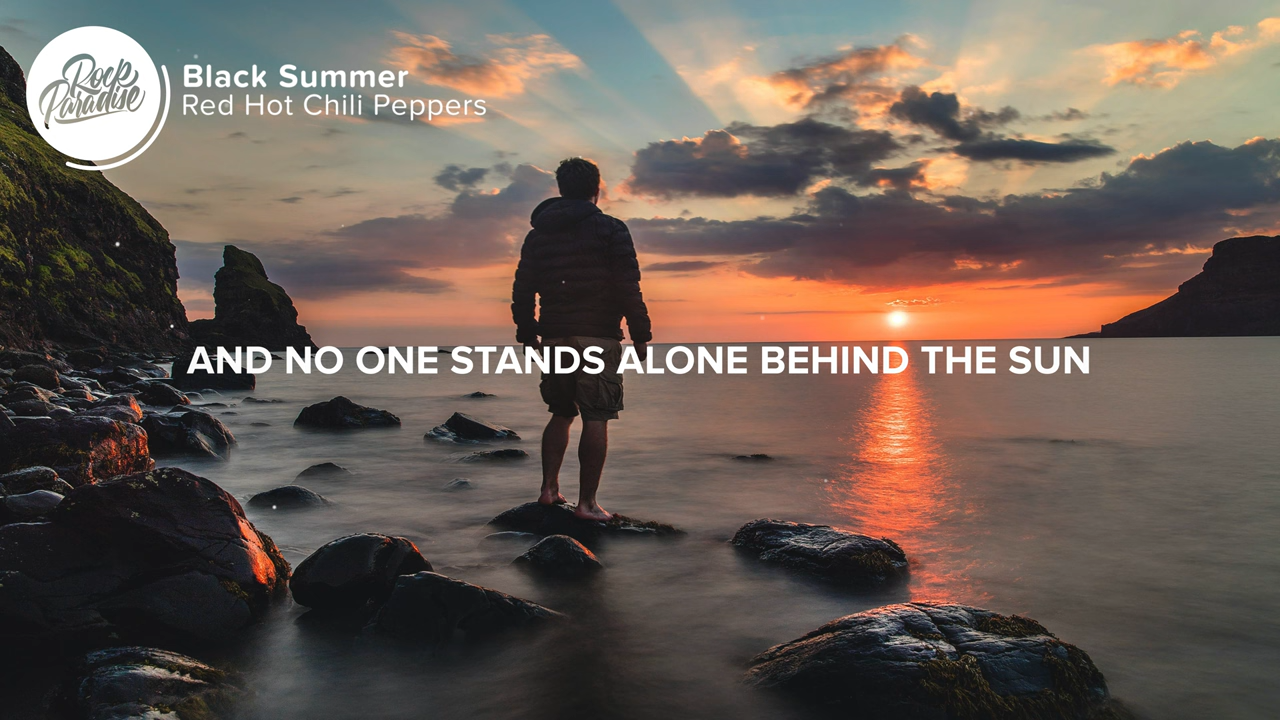 Rock
Paradise
Black Summer
Red Hot Chili Peppers
AND NO ONE STANDS ALONE BEHIND THE SUN